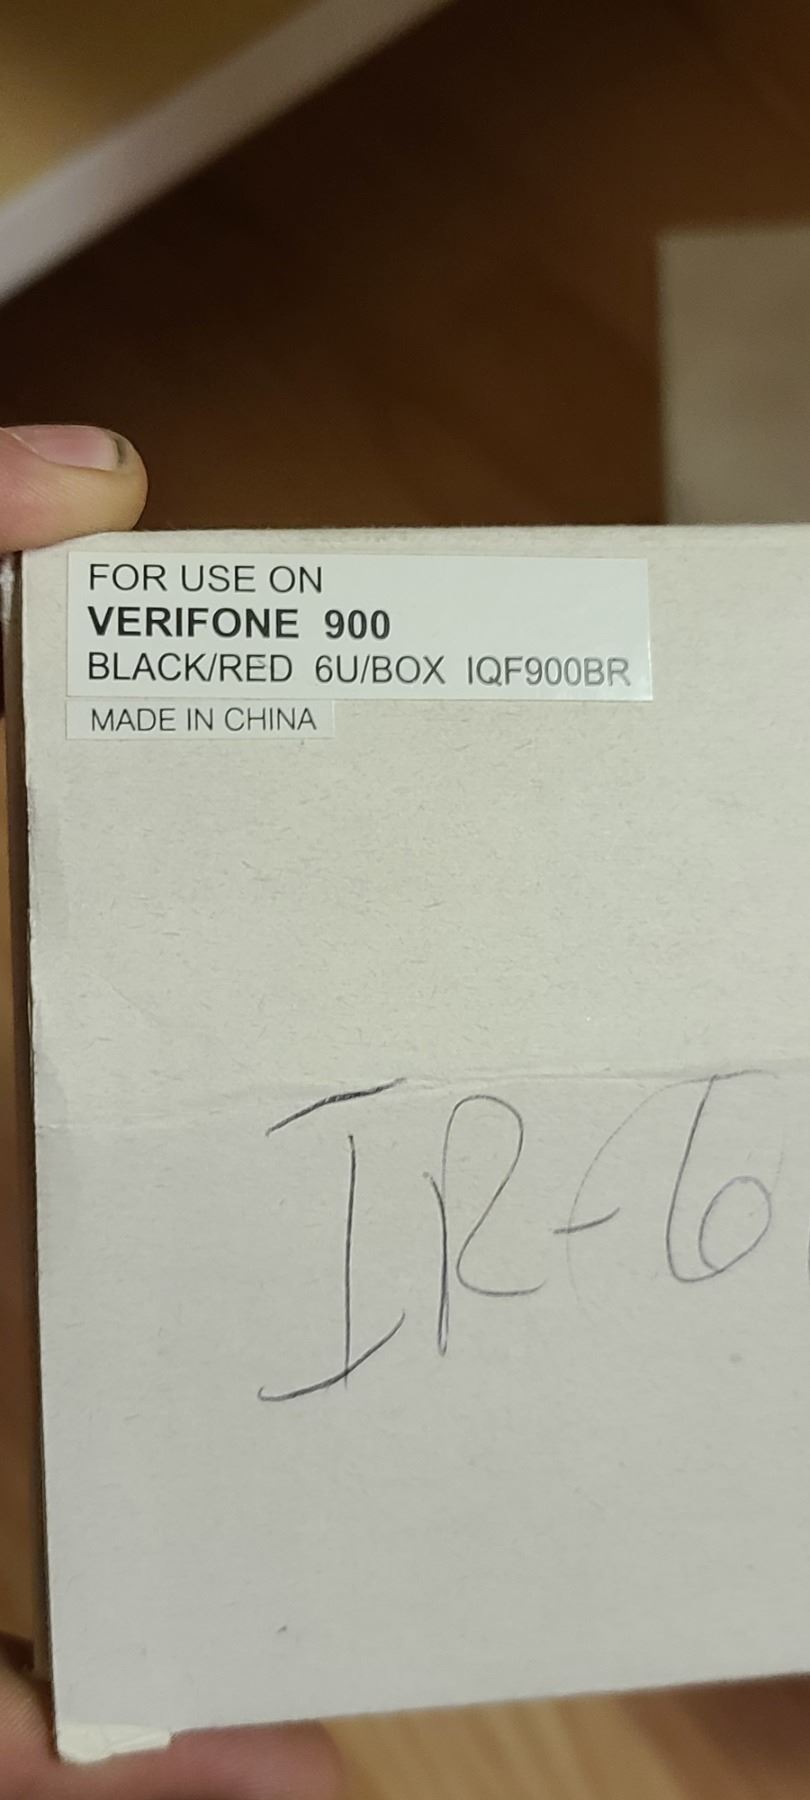 FOR USE ON
VERIFONE 900
BLACK/RED 6U/BOX IQF900BR
MADE IN CHINA
IR-6